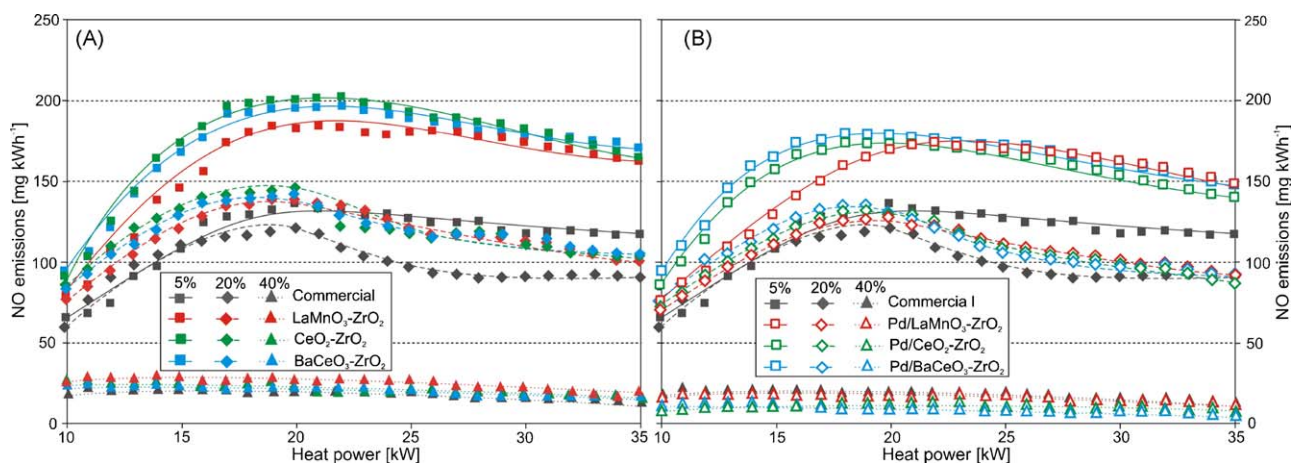 (A)
NO emissions [mg kWh⁻¹]
250
200
150
100
50
0
5% 20% 40%
Commercial
LaMnO₃-ZrO₂
CeO₂-ZrO₂
BaCeO₃-ZrO₂
10 15 20 25 30 35
Heat power [kW]
(B)
5% 20% 40%
Commercia l
Pd/LaMnO₃-ZrO₂
Pd/CeO₂-ZrO₂
Pd/BaCeO₃-ZrO₂
10 15 20 25 30 35
Heat power [kW]
250
200
150
100
50
0
NO emissions [mg kWh⁻¹]